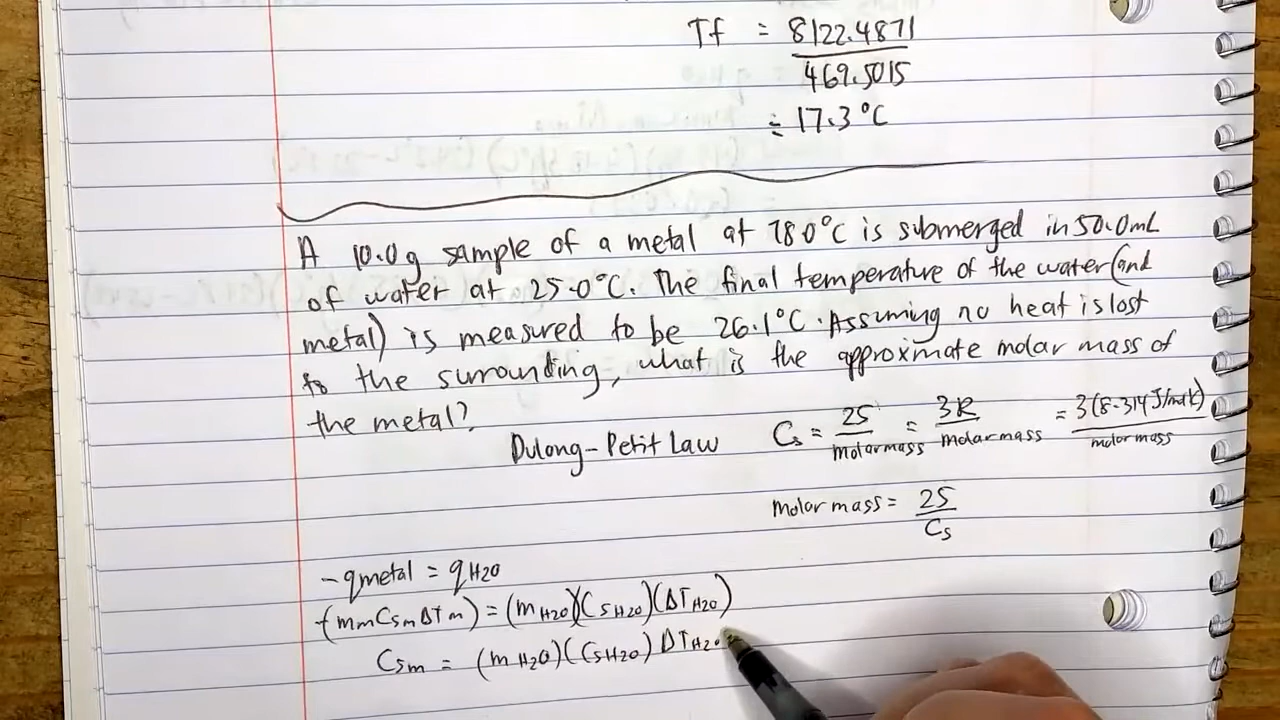 Tf = 8122.4871
469.5015
= 17.3°C
A 10.0g sample of a metal at 78.0°C is submerged in 50.0mL
of water at 25.0°C. The final temperature of the water (and
metal) is measured to be 26.1°C. Assuming no heat is lost
to the surrounding, what is the approximate molar mass of
the metal?
Dulong-Petit Law Cs = 25/molar mass = 3R/molar mass = 3(8.314 J/mol k)/molar mass
molar mass = 25/Cs
-qmetal = qH2O
-(mmCsmΔTm) = (mH2O)(CsH2O)(ΔTH2O)
Csm = (mH2O)(CsH2O) ΔTH2O